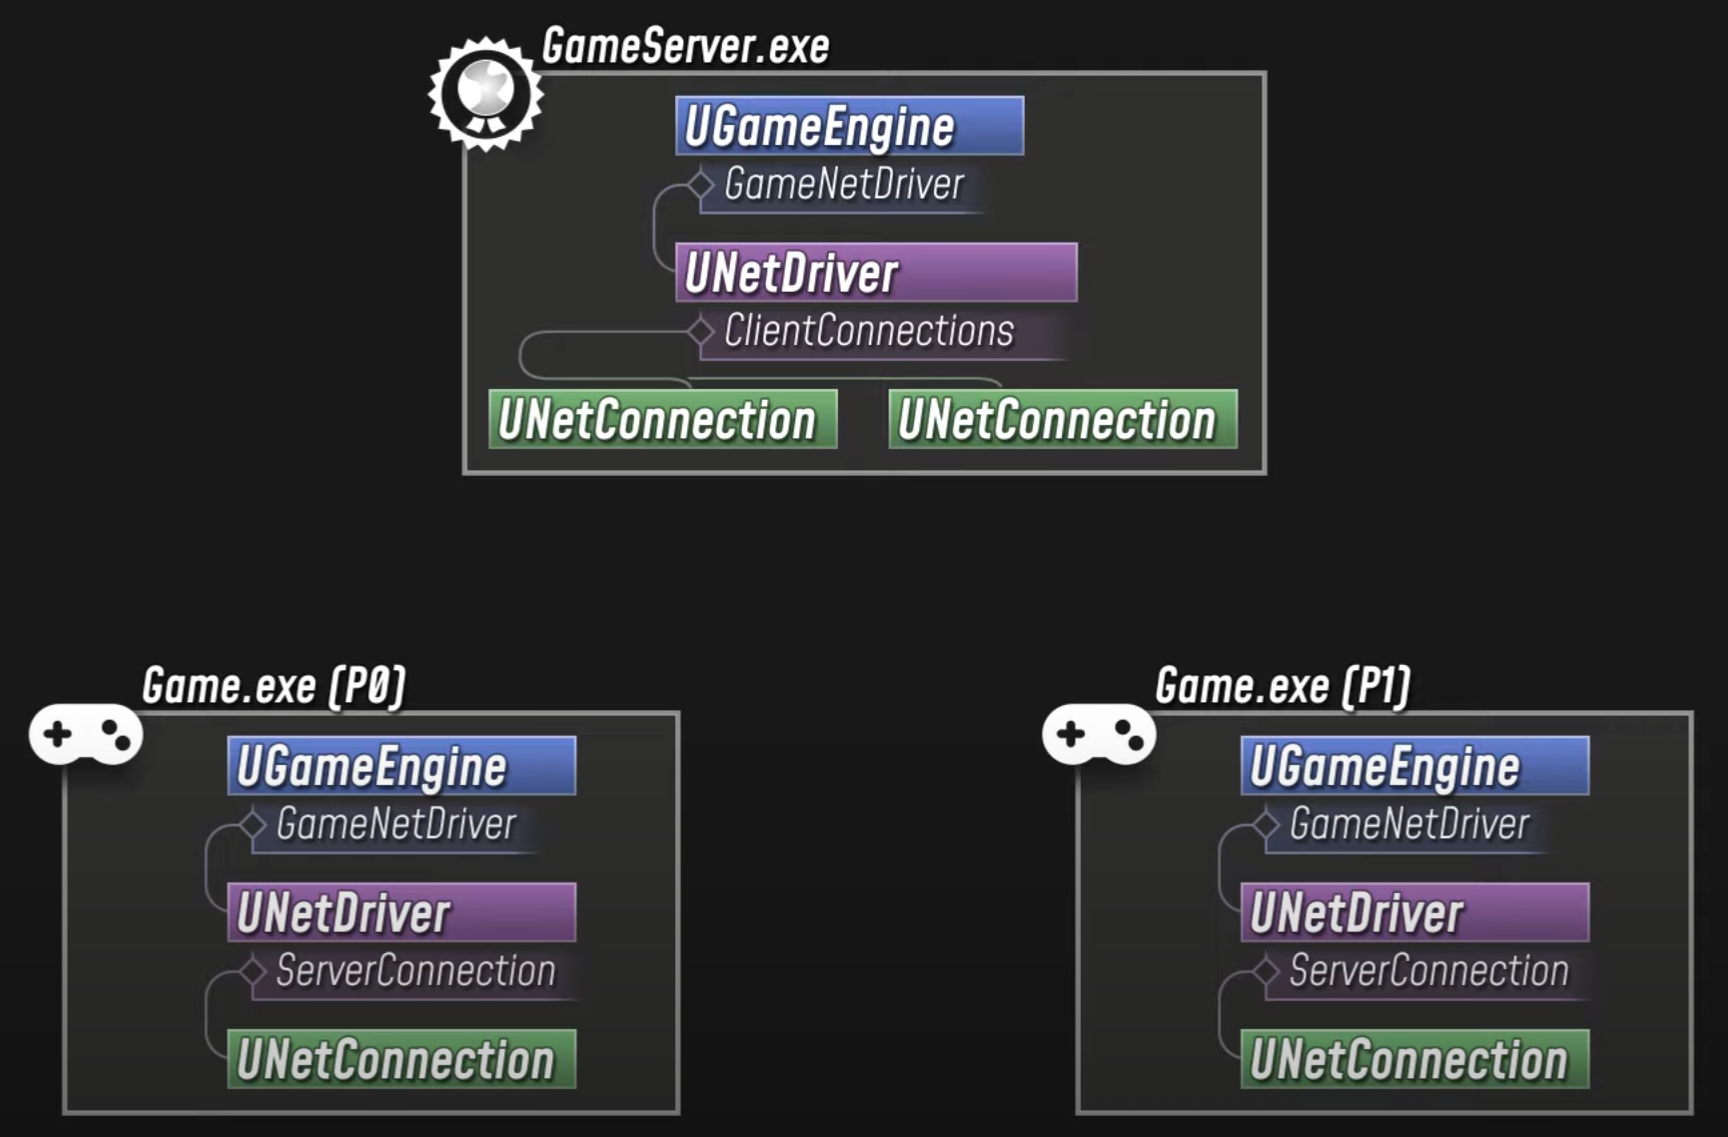 GameServer.exe
UGameEngine
GameNetDriver
UNetDriver
ClientConnections
UNetConnection
UNetConnection
Game.exe (P0)
UGameEngine
GameNetDriver
UNetDriver
ServerConnection
UNetConnection
Game.exe (P1)
UGameEngine
GameNetDriver
UNetDriver
ServerConnection
UNetConnection